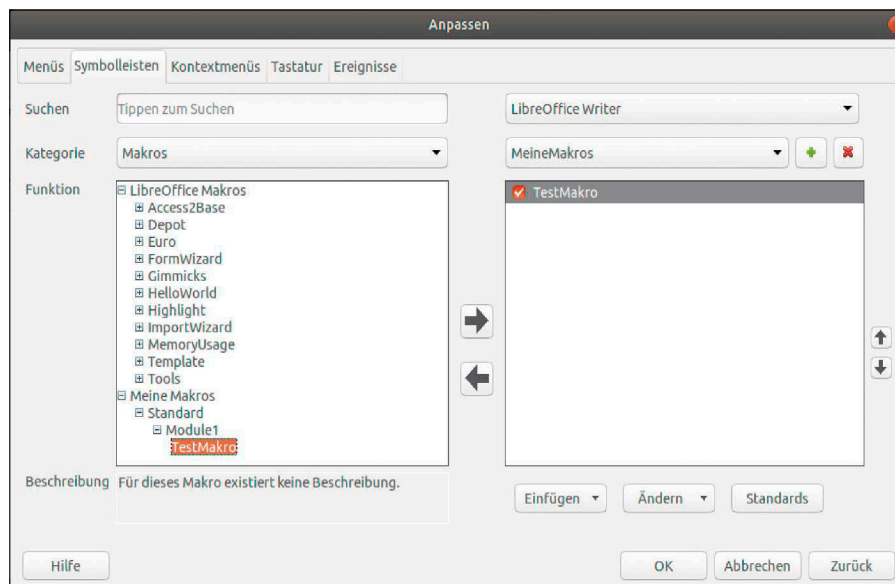 Anpassen
Menüs Symbolleisten Kontextmenüs Tastatur Ereignisse
Suchen Tippen zum Suchen LibreOffice Writer
Kategorie Makros MeineMakros
Funktion LibreOffice Makros TestMakro
Access2Base
Depot
Euro
FormWizard
Gimmicks
HelloWorld
Highlight
ImportWizard
MemoryUsage
Template
Tools
Meine Makros
Standard
Module1
TestMakro
Beschreibung Für dieses Makro existiert keine Beschreibung.
Einfügen Ändern Standards
Hilfe OK Abbrechen Zurück